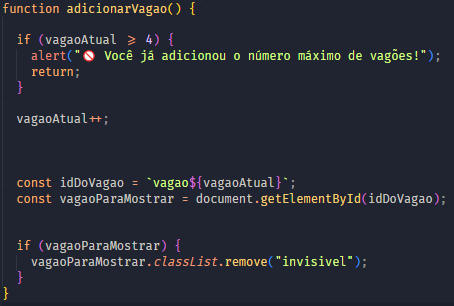 function adicionarVagao() {
if (vagaoAtual >= 4) {
alert("🚫 Você já adicionou o número máximo de vagões!");
return;
}
vagaoAtual++;
const idDoVagao = `vagao${vagaoAtual}`;
const vagaoParaMostrar = document.getElementById(idDoVagao);
if (vagaoParaMostrar) {
vagaoParaMostrar.classList.remove("invisivel");
}
}